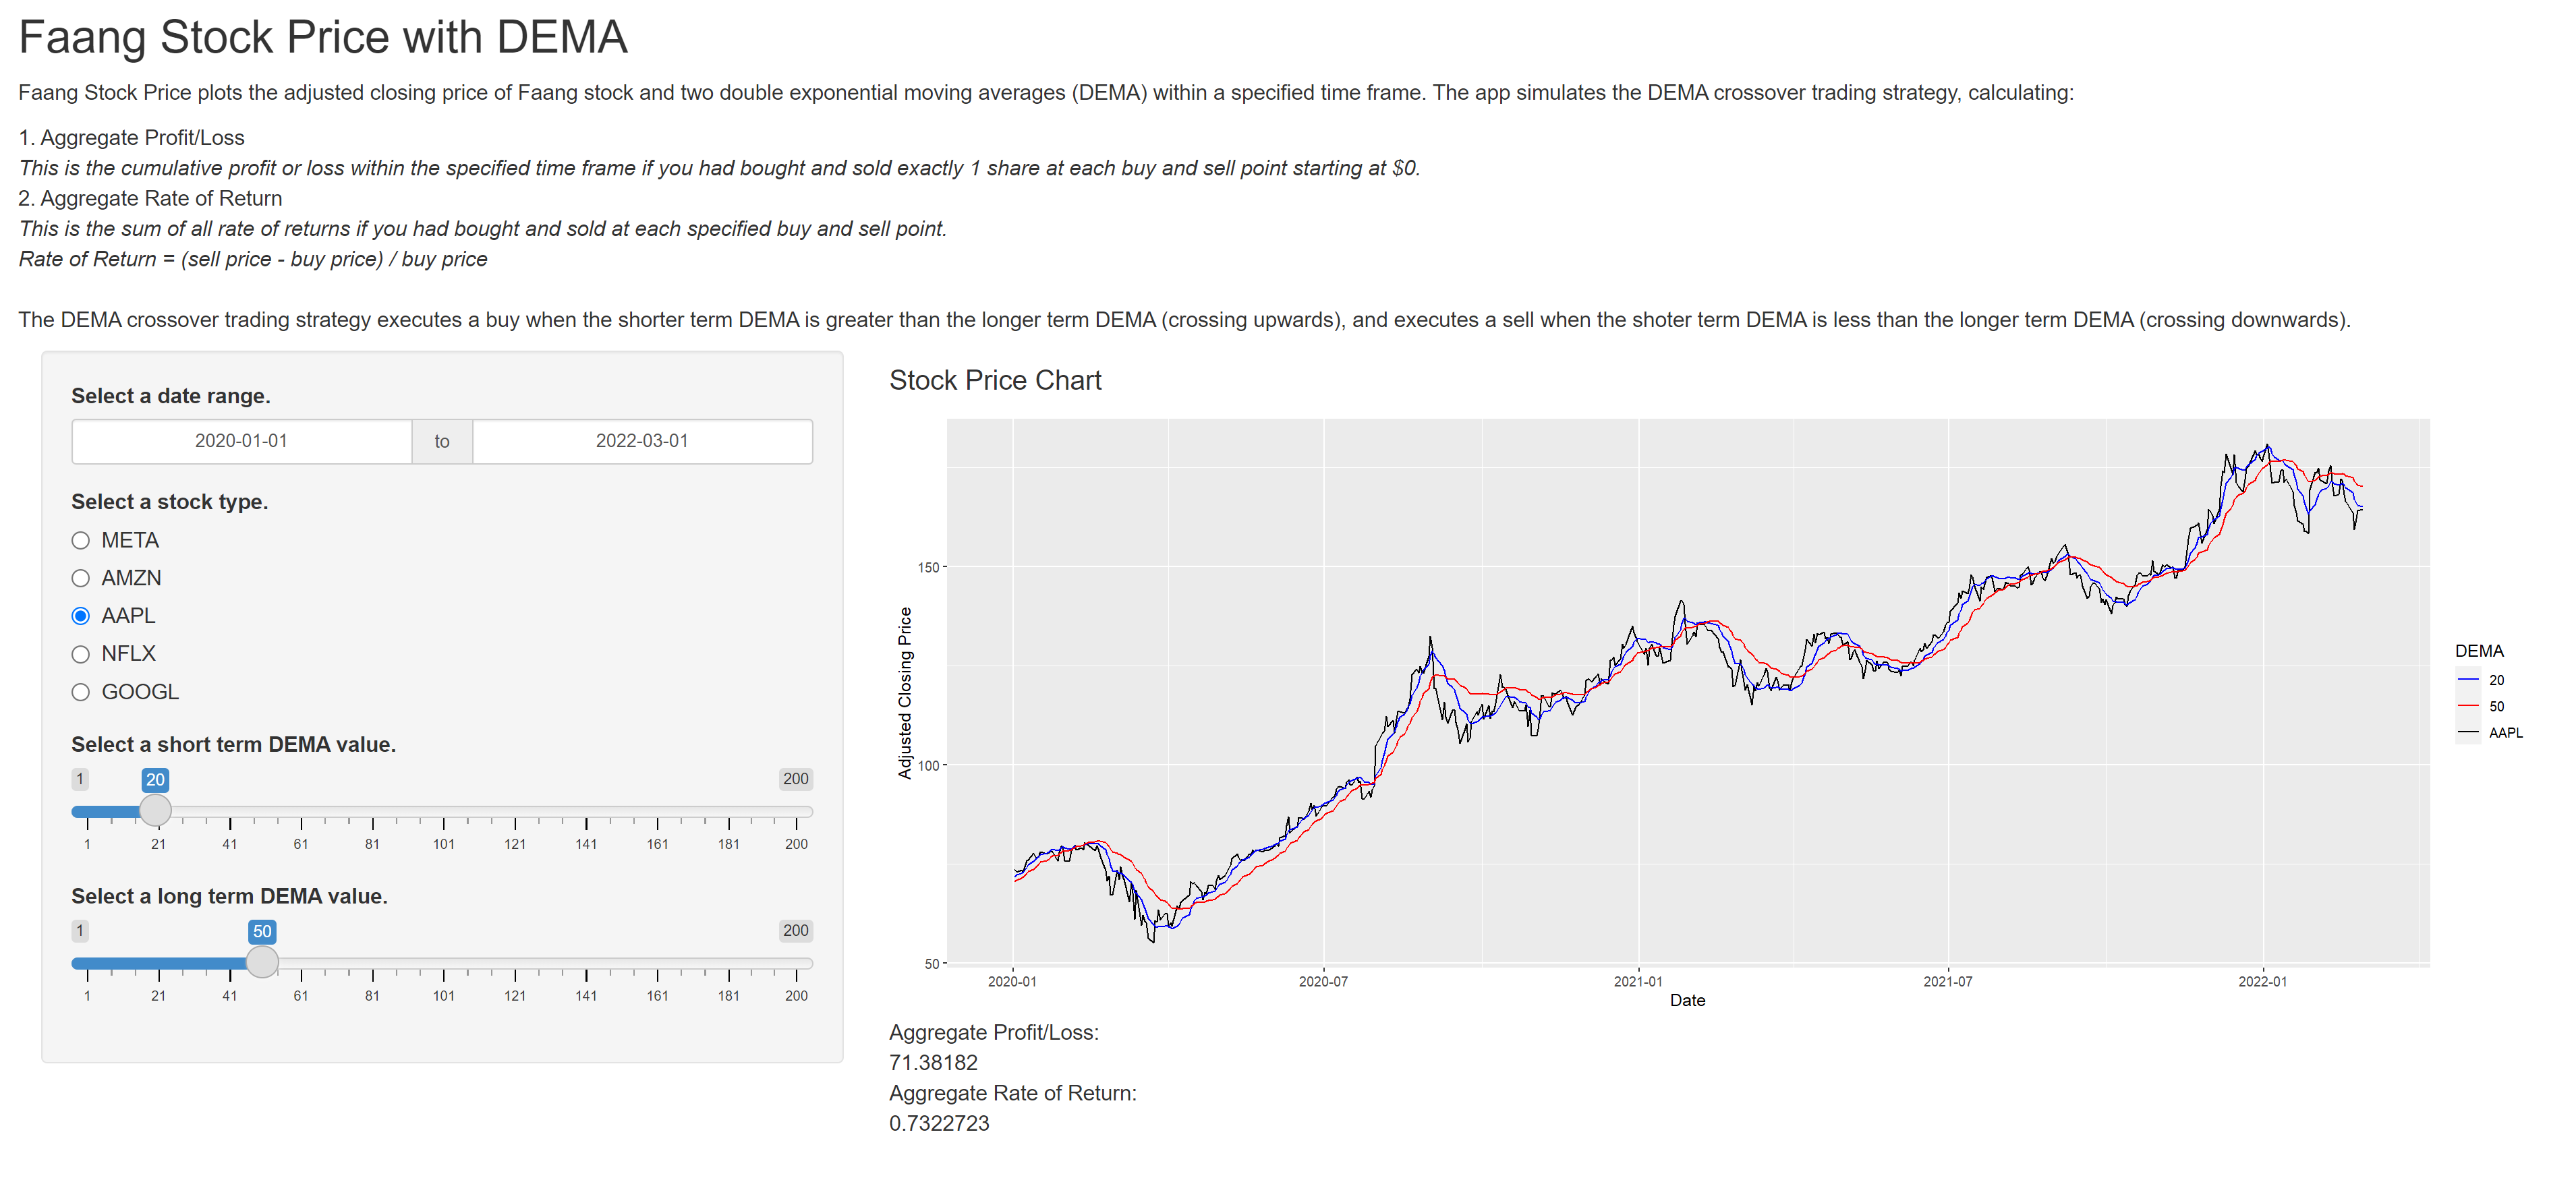 Faang Stock Price with DEMA
Faang Stock Price plots the adjusted closing price of Faang stock and two double exponential moving averages (DEMA) within a specified time frame. The app simulates the DEMA crossover trading strategy, calculating:
1. Aggregate Profit/Loss
This is the cumulative profit or loss within the specified time frame if you had bought and sold exactly 1 share at each buy and sell point starting at $0.
2. Aggregate Rate of Return
This is the sum of all rate of returns if you had bought and sold at each specified buy and sell point.
Rate of Return = (sell price - buy price) / buy price
The DEMA crossover trading strategy executes a buy when the shorter term DEMA is greater than the longer term DEMA (crossing upwards), and executes a sell when the shoter term DEMA is less than the longer term DEMA (crossing downwards).
Select a date range.
2020-01-01 to 2022-03-01
Select a stock type.
META
AMZN
AAPL
NFLX
GOOGL
Select a short term DEMA value.
1 20 200
1 21 41 61 81 101 121 141 161 181 200
Select a long term DEMA value.
1 50 200
1 21 41 61 81 101 121 141 161 181 200
Stock Price Chart
Adjusted Closing Price
150
100
50
2020-01 2020-07 2021-01 2021-07 2022-01
Date
DEMA
20
50
AAPL
Aggregate Profit/Loss:
71.38182
Aggregate Rate of Return:
0.7322723